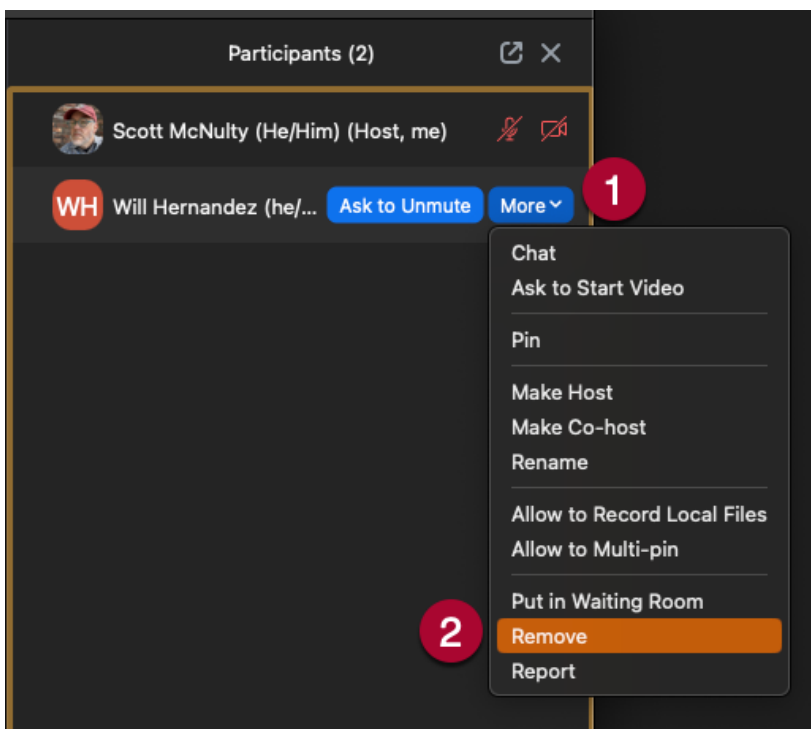 Participants (2)
Scott McNulty (He/Him) (Host, me)
WH Will Hernandez (he/... Ask to Unmute More 1
Chat
Ask to Start Video
Pin
Make Host
Make Co-host
Rename
Allow to Record Local Files
Allow to Multi-pin
Put in Waiting Room
2 Remove
Report